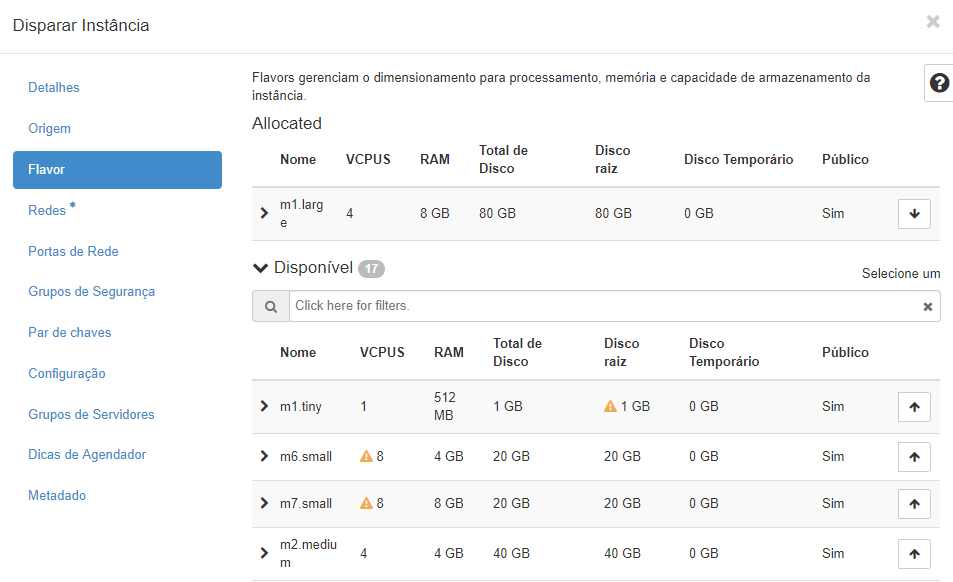 Disparar Instância
Detalhes
Origem
Flavor
Redes *
Portas de Rede
Grupos de Segurança
Par de chaves
Configuração
Grupos de Servidores
Dicas de Agendador
Metadado
Flavors gerenciam o dimensionamento para processamento, memória e capacidade de armazenamento da
instância.
Allocated
Nome VCPUS RAM Total de Disco Disco raiz Disco Temporário Público
m1.larg
e
4 8 GB 80 GB 80 GB 0 GB Sim
Disponível 17
Selecione um
Click here for filters.
Nome VCPUS RAM Total de Disco Disco raiz Disco Temporário Público
m1.tiny 1 512 MB 1 GB 1 GB 0 GB Sim
m6.small 8 4 GB 20 GB 20 GB 0 GB Sim
m7.small 8 8 GB 20 GB 20 GB 0 GB Sim
m2.mediu
m
4 4 GB 40 GB 40 GB 0 GB Sim